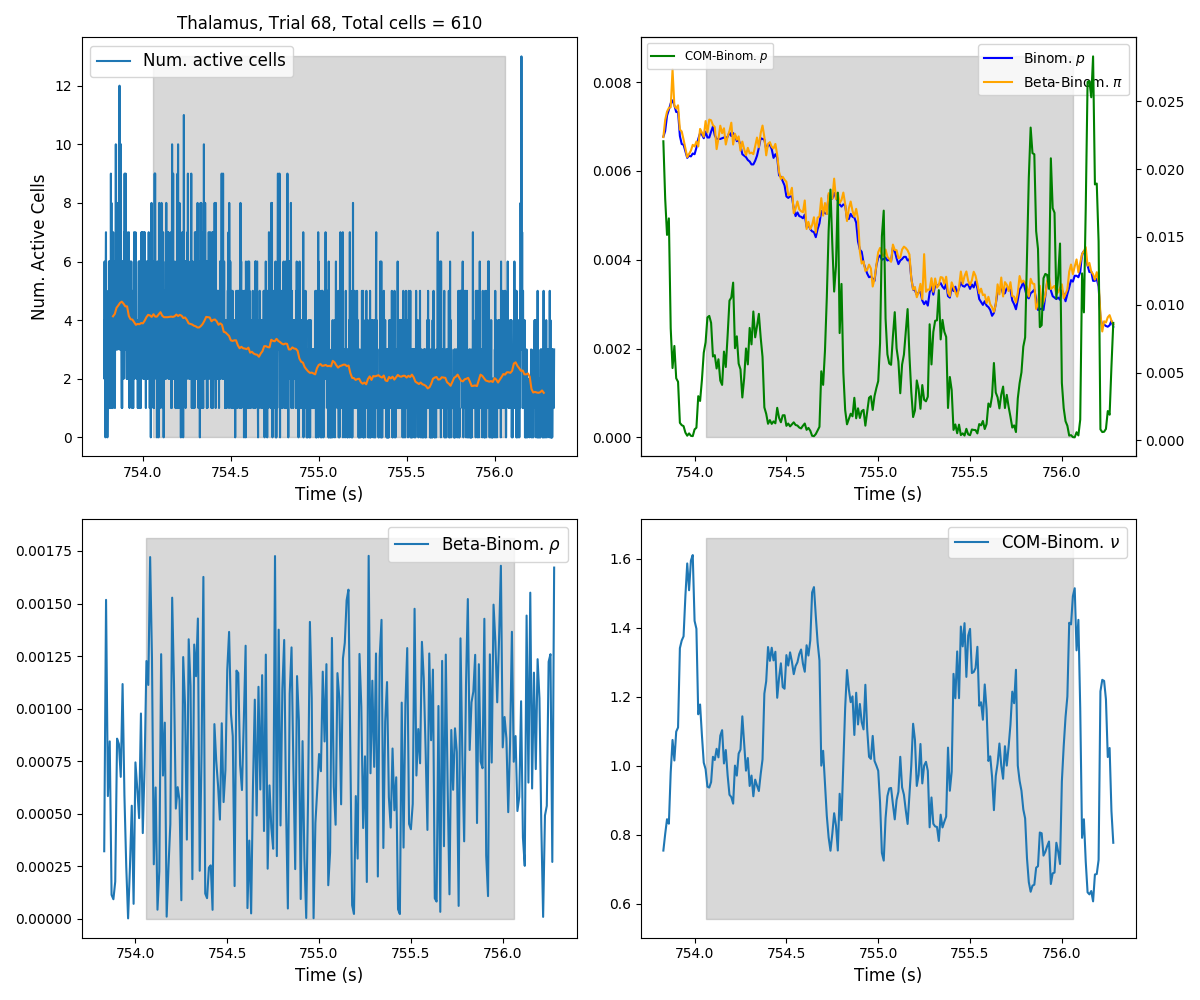 Thalamus, Trial 68, Total cells = 610
Num. active cells
Num. Active Cells
12
10
8
6
4
2
0
754.0 754.5 755.0 755.5 756.0
Time (s)
COM-Binom. p
Binom. p
Beta-Binom. π
0.008
0.006
0.004
0.002
0.000
0.025
0.020
0.015
0.010
0.005
0.000
754.0 754.5 755.0 755.5 756.0
Time (s)
Beta-Binom. ρ
0.00175
0.00150
0.00125
0.00100
0.00075
0.00050
0.00025
0.00000
754.0 754.5 755.0 755.5 756.0
Time (s)
COM-Binom. ν
1.6
1.4
1.2
1.0
0.8
0.6
754.0 754.5 755.0 755.5 756.0
Time (s)